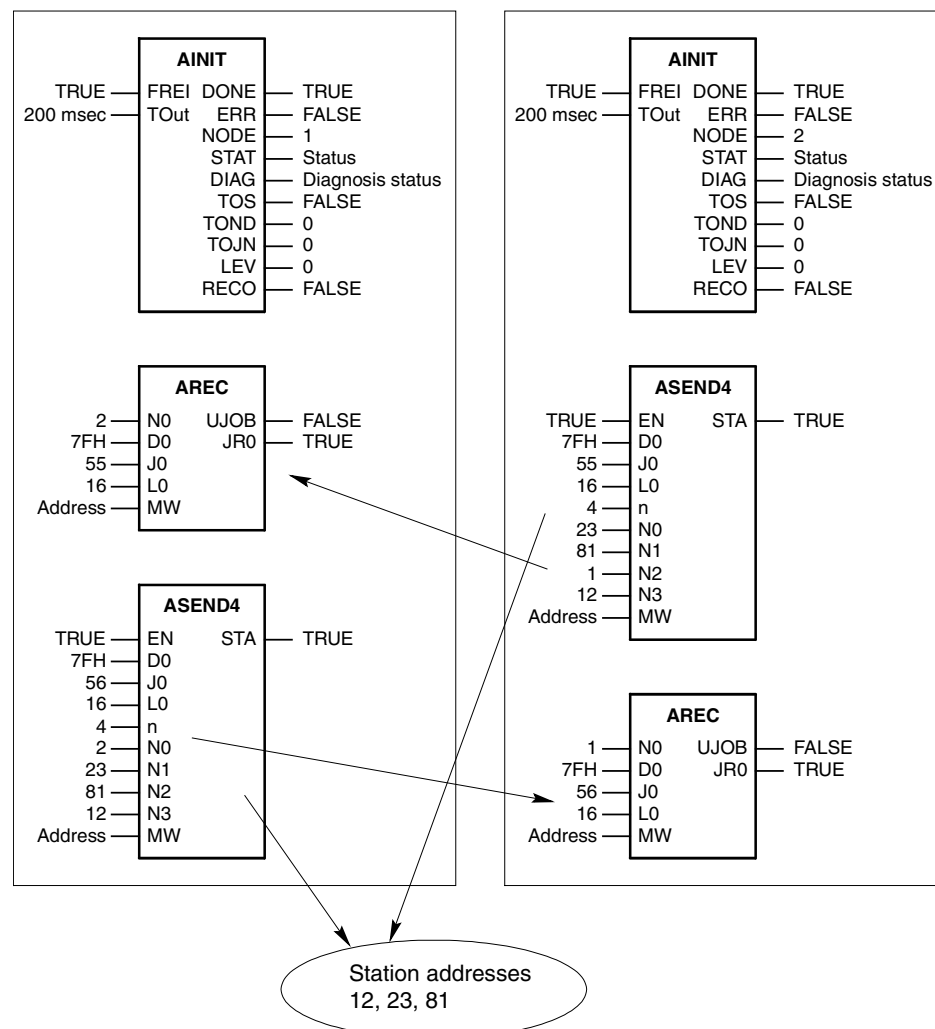 AINIT
TRUE FREI DONE TRUE
200 msec TOut ERR FALSE
NODE 1
STAT Status
DIAG Diagnosis status
TOS FALSE
TOND 0
TOJN 0
LEV 0
RECO FALSE
AREC
2 N0 UJOB FALSE
7FH D0 JR0 TRUE
55 J0
16 L0
Address MW
ASEND4
TRUE EN STA TRUE
7FH D0
56 J0
16 L0
4 n
2 N0
23 N1
81 N2
12 N3
Address MW
AINIT
TRUE FREI DONE TRUE
200 msec TOut ERR FALSE
NODE 2
STAT Status
DIAG Diagnosis status
TOS FALSE
TOND 0
TOJN 0
LEV 0
RECO FALSE
ASEND4
TRUE EN STA TRUE
7FH D0
55 J0
16 L0
4 n
23 N0
81 N1
1 N2
12 N3
Address MW
AREC
1 N0 UJOB FALSE
7FH D0 JR0 TRUE
56 J0
16 L0
Address MW
Station addresses
12, 23, 81